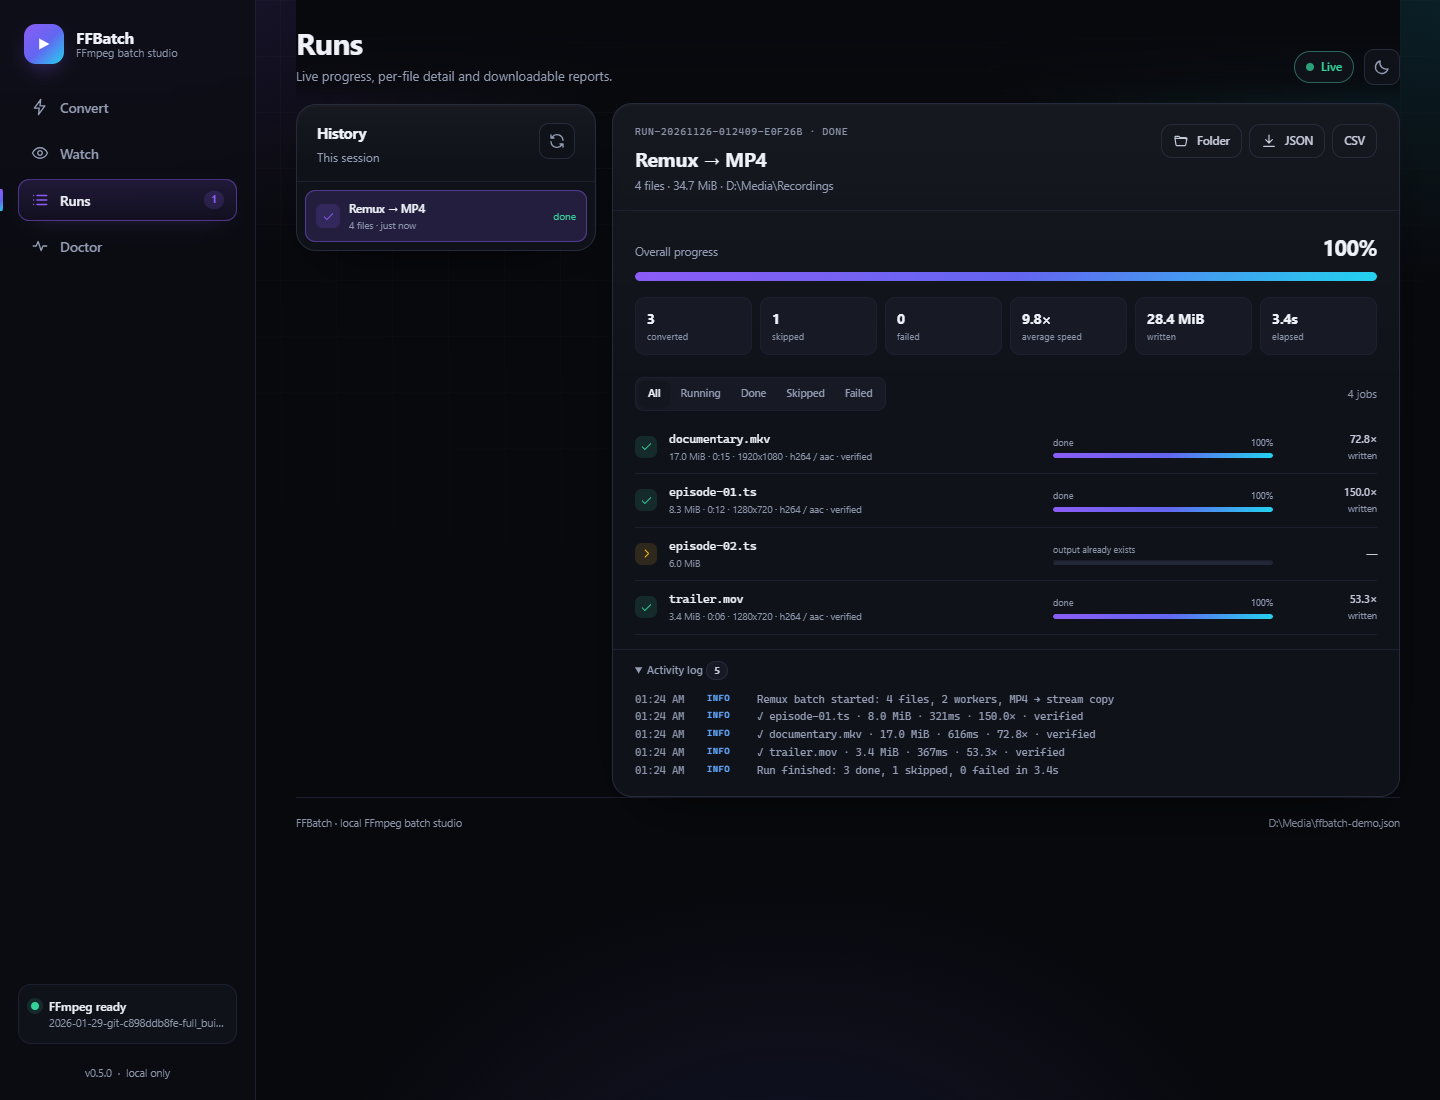 FFBatch
FFmpeg batch studio
Convert
Watch
Runs 1
Doctor
FFmpeg ready
2026-01-29-git-c898ddb8fe-full_bui...
v0.5.0 · local only
Runs
Live progress, per-file detail and downloadable reports.
Live
History
This session
Remux → MP4
4 files · just now
done
RUN-20261126-012409-E0F26B · DONE
Remux → MP4
4 files · 34.7 MiB · D:\Media\Recordings
Folder JSON CSV
Overall progress 100%
3 converted
1 skipped
0 failed
9.8× average speed
28.4 MiB written
3.4s elapsed
All Running Done Skipped Failed 4 jobs
documentary.mkv
17.0 MiB · 0:15 · 1920x1080 · h264 / aac · verified
done 100%
72.8×
written
episode-01.ts
8.3 MiB · 0:12 · 1280x720 · h264 / aac · verified
done 100%
150.0×
written
episode-02.ts
6.0 MiB
output already exists
—
trailer.mov
3.4 MiB · 0:06 · 1280x720 · h264 / aac · verified
done 100%
53.3×
written
▼ Activity log 5
01:24 AM INFO Remux batch started: 4 files, 2 workers, MP4 → stream copy
01:24 AM INFO ✓ episode-01.ts · 8.0 MiB · 321ms · 150.0× · verified
01:24 AM INFO ✓ documentary.mkv · 17.0 MiB · 616ms · 72.8× · verified
01:24 AM INFO ✓ trailer.mov · 3.4 MiB · 367ms · 53.3× · verified
01:24 AM INFO Run finished: 3 done, 1 skipped, 0 failed in 3.4s
FFBatch · local FFmpeg batch studio
D:\Media\ffbatch-demo.json